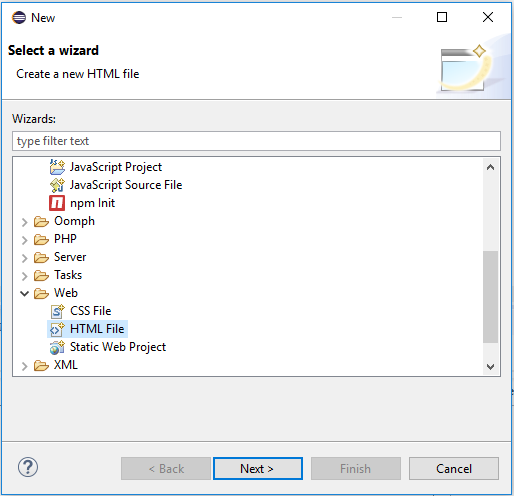 New
Select a wizard
Create a new HTML file
Wizards:
type filter text
JavaScript Project
JavaScript Source File
npm Init
Oomph
PHP
Server
Tasks
Web
CSS File
HTML File
Static Web Project
XML
< Back
Next >
Finish
Cancel